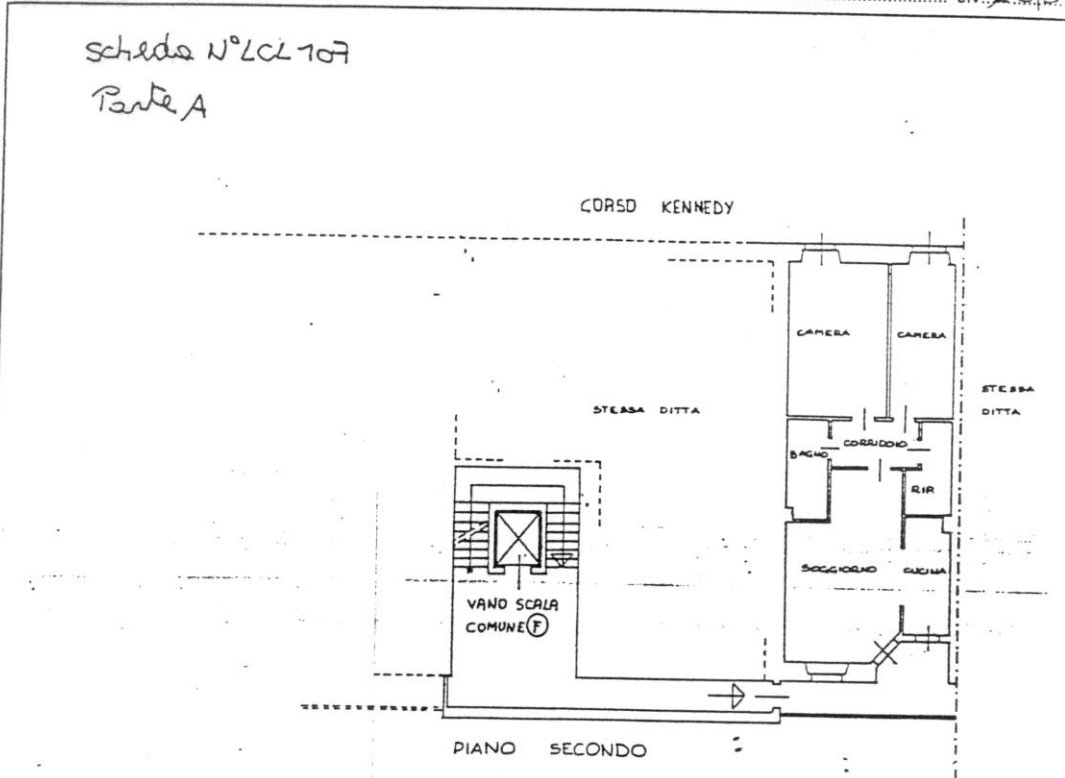 scheda N° LCL 107
Parte A
CORSO KENNEDY
CAMERA
CAMERA
STESSA DITTA
STESSA
DITTA
BAGNO
CORRIDOIO
RIP
SOGGIORNO
CUCINA
VANO SCALA
COMUNE F
PIANO SECONDO